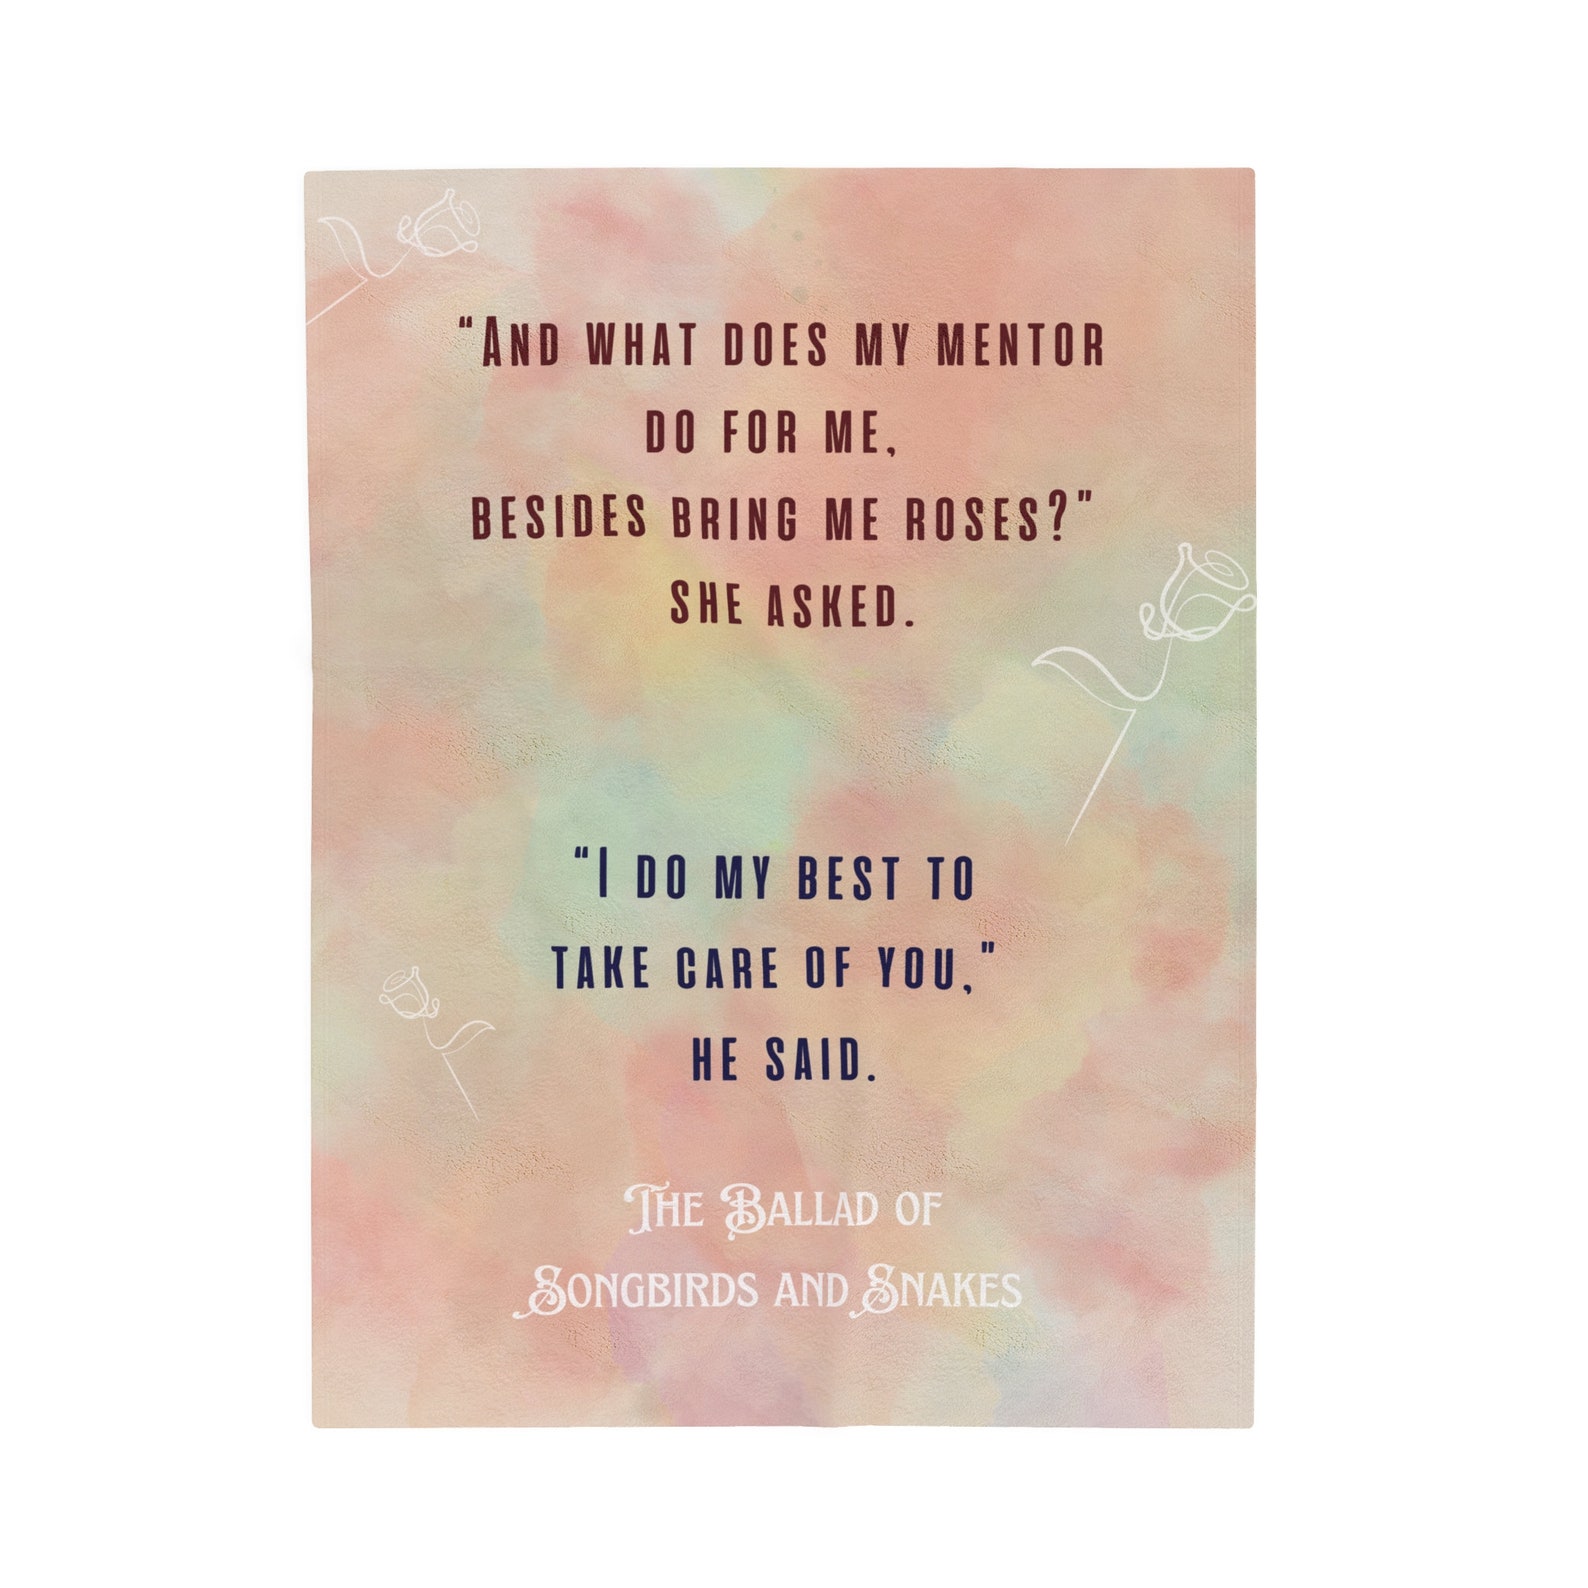 “And what does my mentor
do for me,
besides bring me roses?”
She asked.
“I do my best to
take care of you,”
he said.
The Ballad of
Songbirds and Snakes